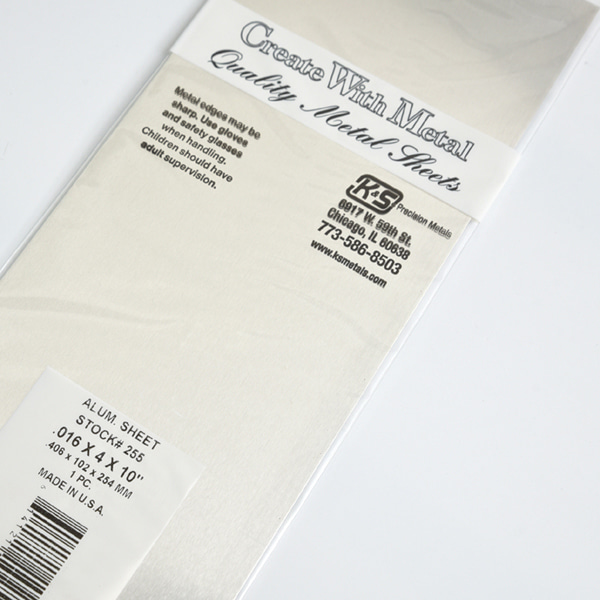 Create With Metal
Quality Metal Sheets
Metal edges may be
sharp. Use gloves
and safety glasses
when handling.
Children should have
adult supervision.
K&S Precision Metals
6917 W. 59th St.
Chicago, IL 60638
773-586-8503
www.ksmetals.com
ALUM. SHEET
STOCK# 255
.016 X 4 X 10"
.406 x 102 x 254 MM
1 PC.
MADE IN U.S.A.